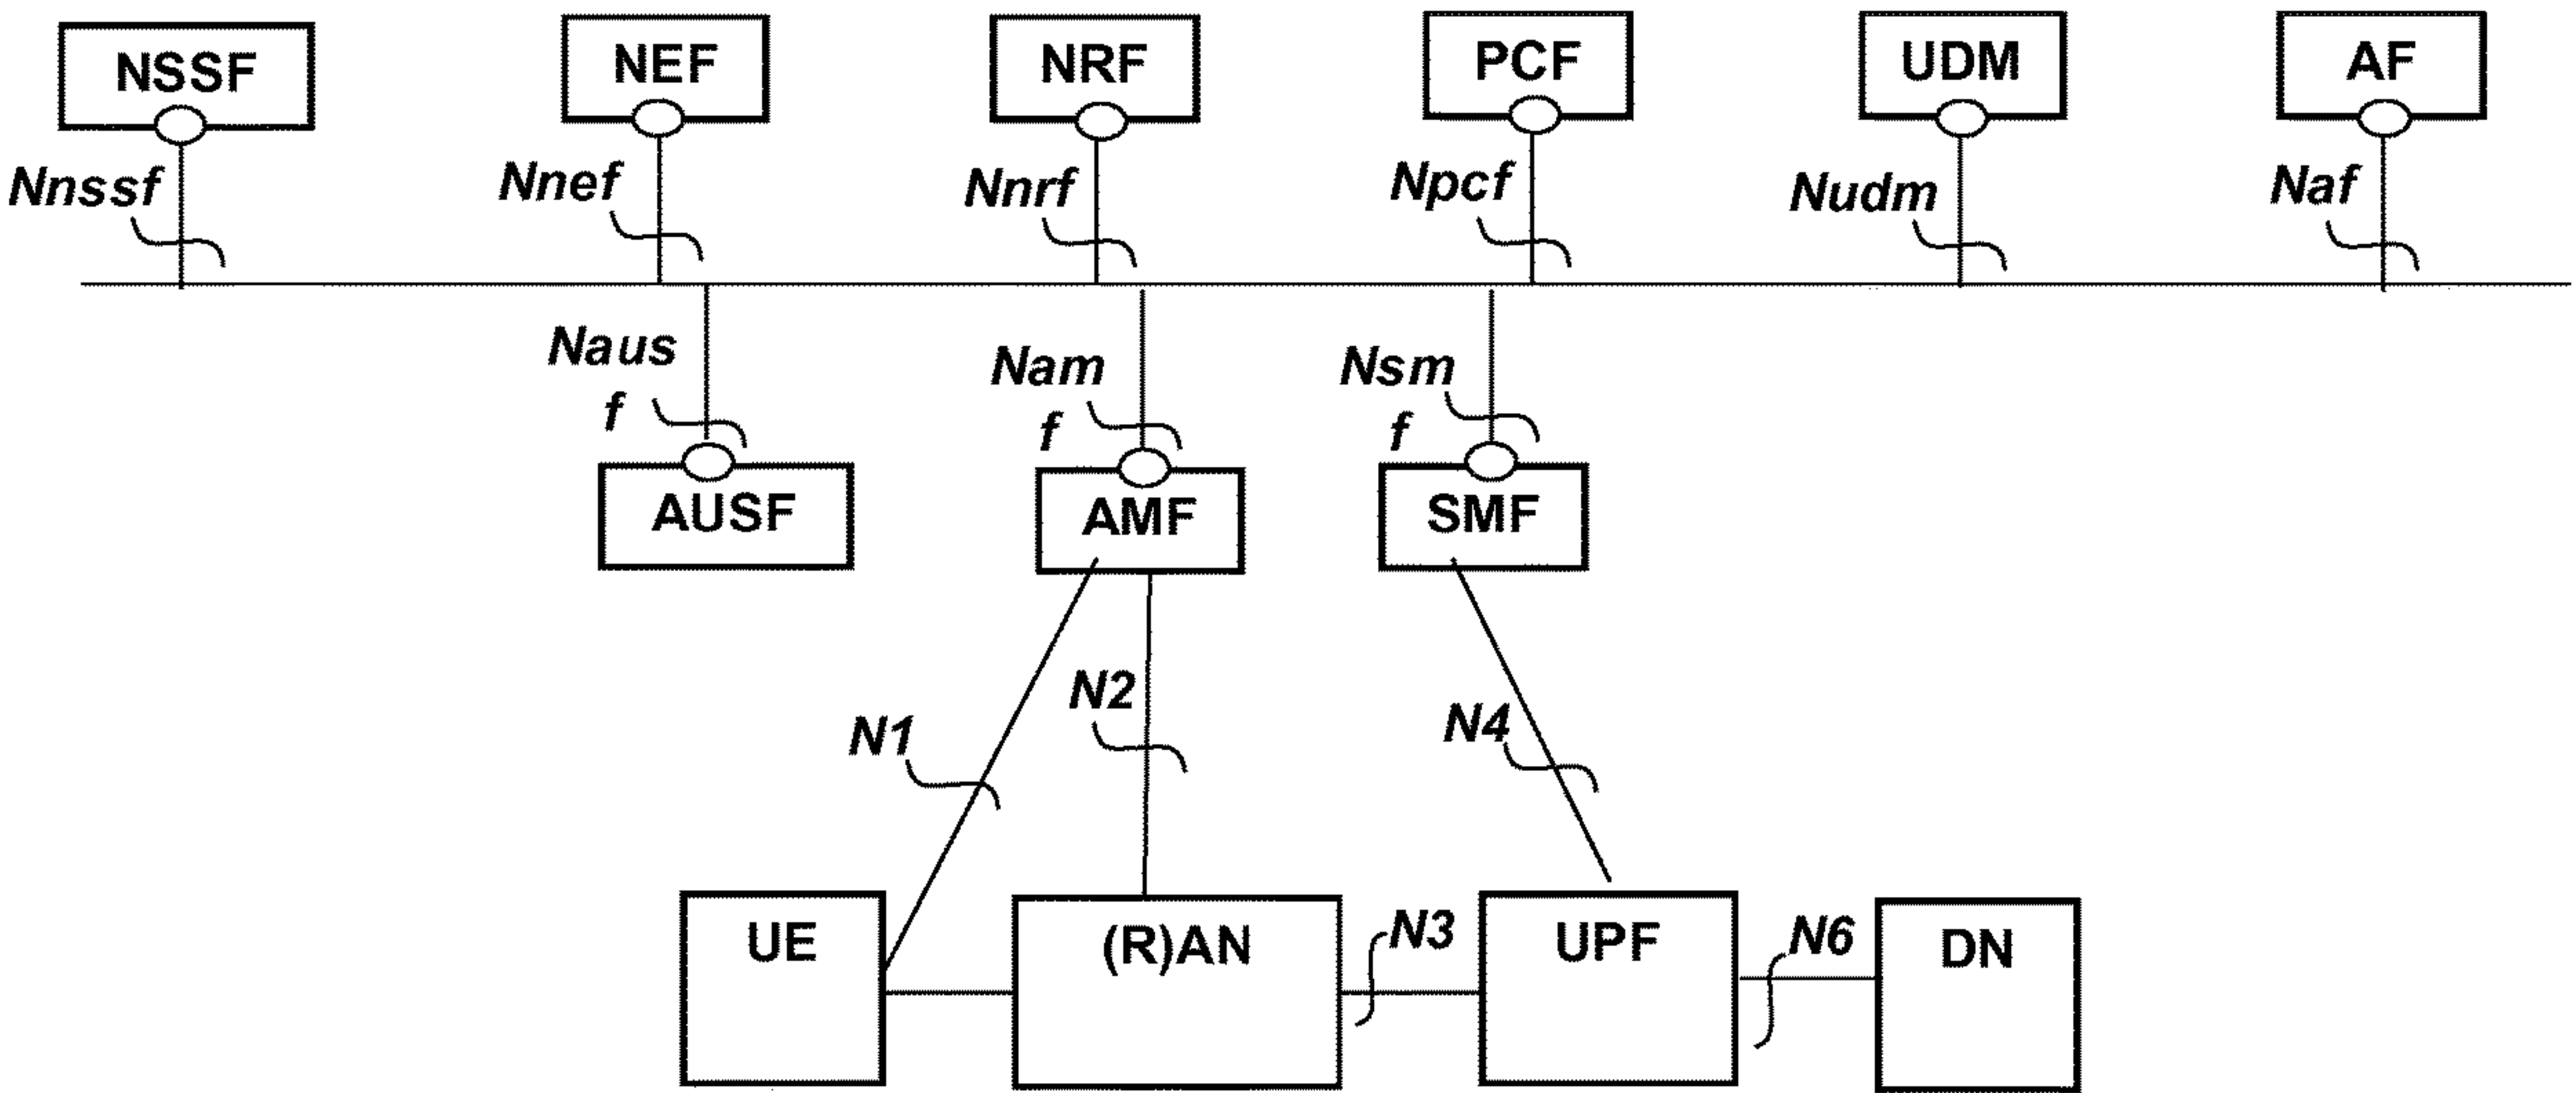 NSSF
NEF
NRF
PCF
UDM
AF
Nnssf
Nnef
Nnrf
Npcf
Nudm
Naf
Naus
f
Nam
f
Nsm
f
AUSF
AMF
SMF
N1
N2
N4
UE
(R)AN
N3
UPF
N6
DN